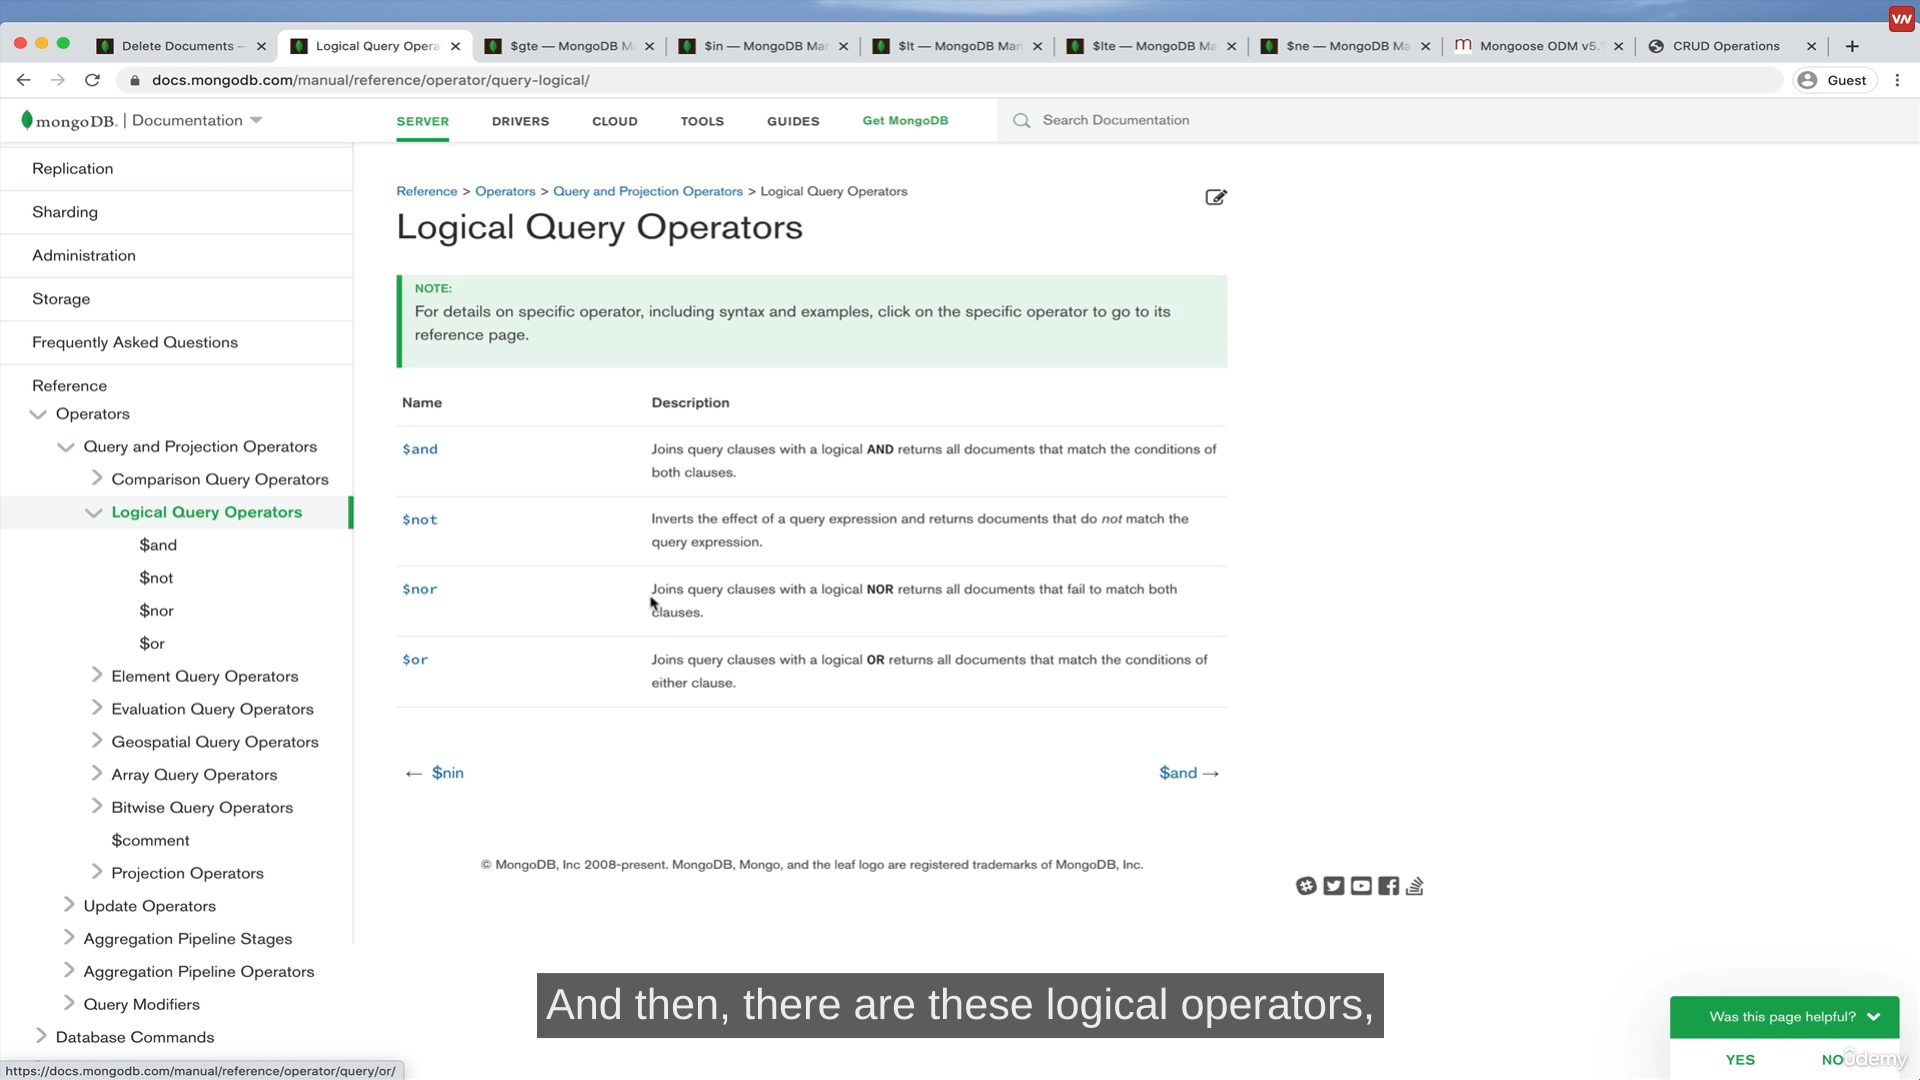 VN
Delete Documents —
Logical Query Opera
$gte — MongoDB M
$in — MongoDB Ma
$lt — MongoDB Man
$lte — MongoDB Ma
$ne — MongoDB Ma
Mongoose ODM v5.
CRUD Operations
docs.mongodb.com/manual/reference/operator/query-logical/
Guest
mongoDB. | Documentation
SERVER
DRIVERS
CLOUD
TOOLS
GUIDES
Get MongoDB
Search Documentation
Replication
Sharding
Administration
Storage
Frequently Asked Questions
Reference
Operators
Query and Projection Operators
Comparison Query Operators
Logical Query Operators
$and
$not
$nor
$or
Element Query Operators
Evaluation Query Operators
Geospatial Query Operators
Array Query Operators
Bitwise Query Operators
$comment
Projection Operators
Update Operators
Aggregation Pipeline Stages
Aggregation Pipeline Operators
Query Modifiers
Database Commands
Reference > Operators > Query and Projection Operators > Logical Query Operators
Logical Query Operators
NOTE:
For details on specific operator, including syntax and examples, click on the specific operator to go to its
reference page.
Name Description
$and Joins query clauses with a logical AND returns all documents that match the conditions of
both clauses.
$not Inverts the effect of a query expression and returns documents that do not match the
query expression.
$nor Joins query clauses with a logical NOR returns all documents that fail to match both
clauses.
$or Joins query clauses with a logical OR returns all documents that match the conditions of
either clause.
← $nin
$and →
© MongoDB, Inc 2008-present. MongoDB, Mongo, and the leaf logo are registered trademarks of MongoDB, Inc.
And then, there are these logical operators,
Was this page helpful?
YES
NO
ûdemy
https://docs.mongodb.com/manual/reference/operator/query/or/